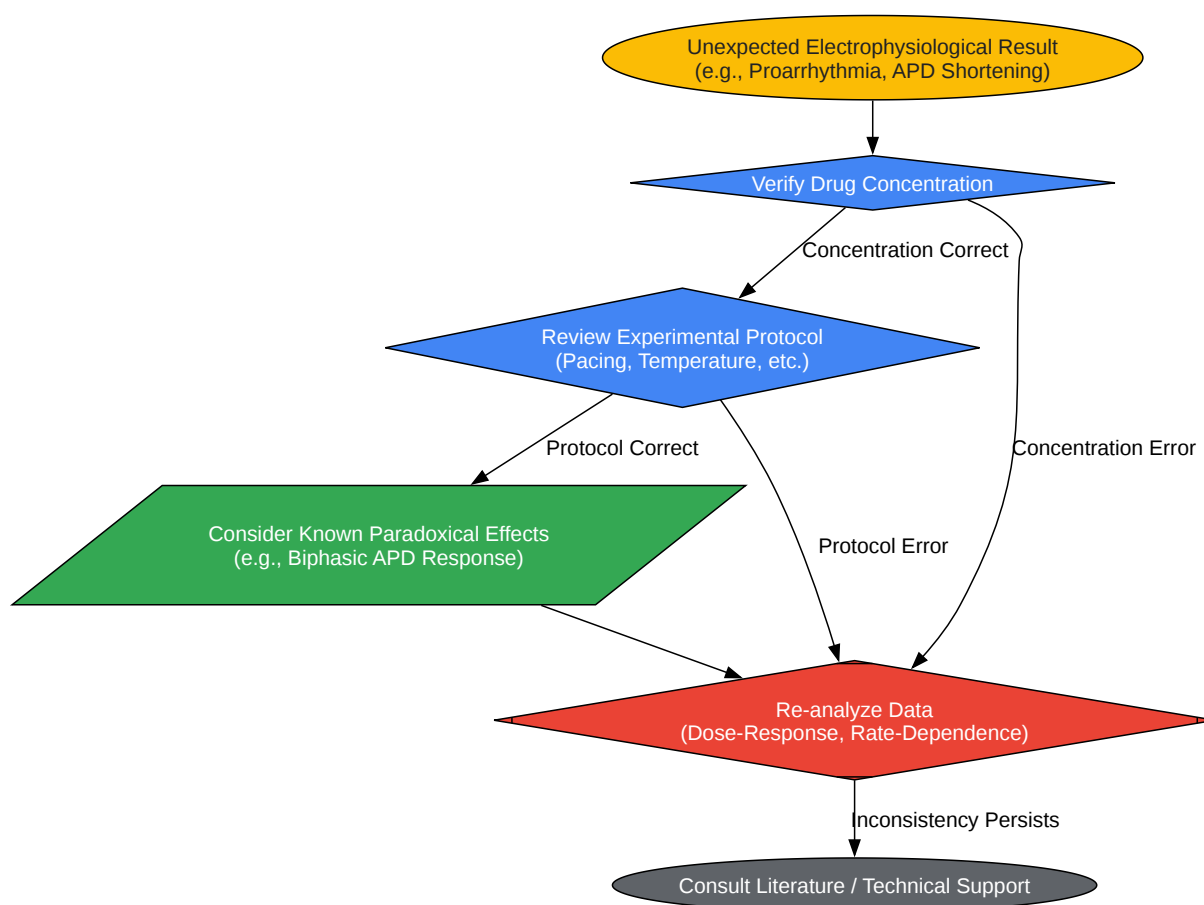 Unexpected Electrophysiological Result
(e.g., Proarrhythmia, APD Shortening)
Verify Drug Concentration
Concentration Correct
Review Experimental Protocol
(Pacing, Temperature, etc.)
Protocol Correct
Concentration Error
Consider Known Paradoxical Effects
(e.g., Biphasic APD Response)
Protocol Error
Re-analyze Data
(Dose-Response, Rate-Dependence)
Inconsistency Persists
Consult Literature / Technical Support